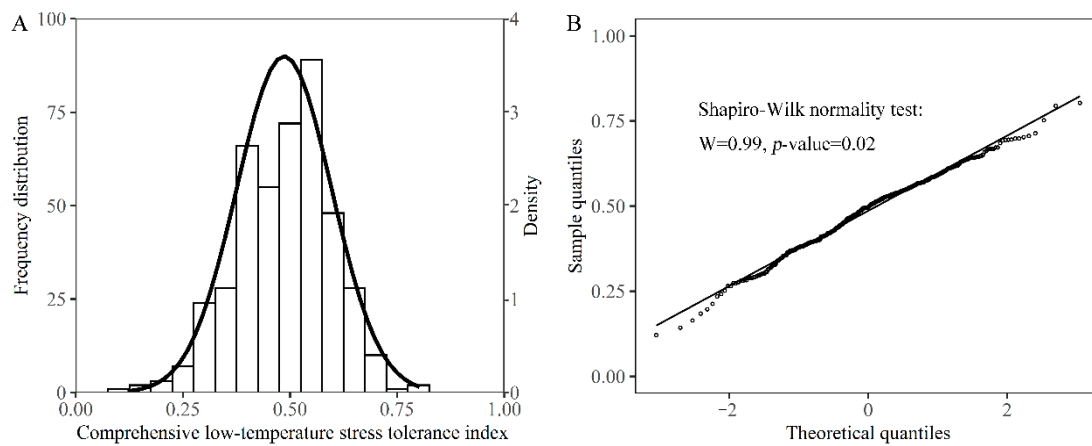 A
100
75
50
25
0
Frequency distribution
4
3
2
1
0
Density
0.00 0.25 0.50 0.75 1.00
Comprehensive low-temperature stress tolerance index
B
1.00
0.75
0.50
0.25
0.00
Sample quantiles
Shapiro-Wilk normality test:
W=0.99, p-value=0.02
−2 0 2
Theoretical quantiles